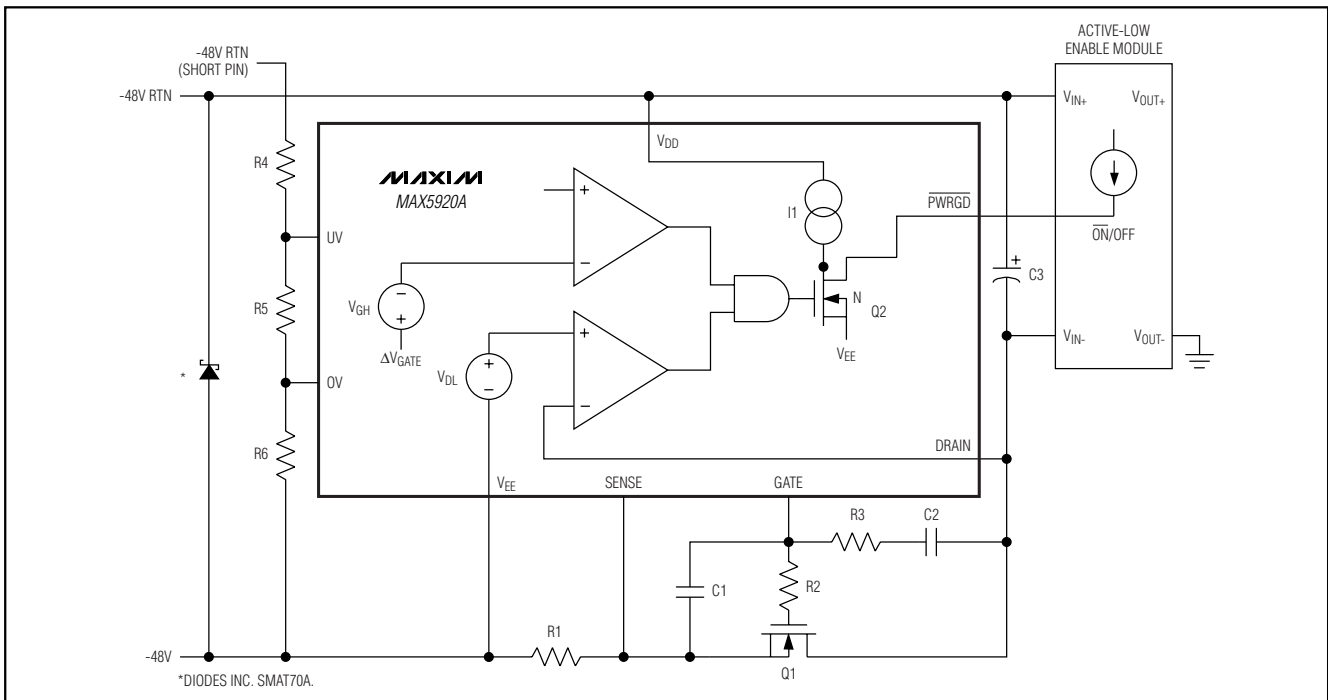 ACTIVE-LOW
ENABLE MODULE
-48V RTN
(SHORT PIN)
-48V RTN
VIN+
VOUT+
VDD
R4
MAXIM
MAX5920A
+
I1
PWRGD
ON/OFF
UV
−
+
C3
VGH
−
+
N
Q2
R5
ΔVGATE
+
VEE
VIN-
VOUT-
VDL
+
−
*
OV
−
R6
DRAIN
VEE
SENSE
GATE
R3
C2
C1
R2
R1
-48V
Q1
*DIODES INC. SMAT70A.